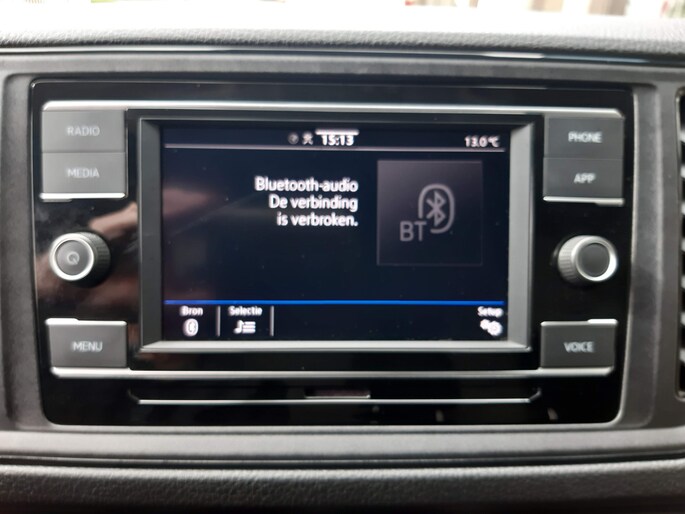 RADIO
MEDIA
MENU
15:13
13.0 °C
Bluetooth-audio
De verbinding
is verbroken.
BT
Bron
Selectie
Setup
PHONE
APP
VOICE